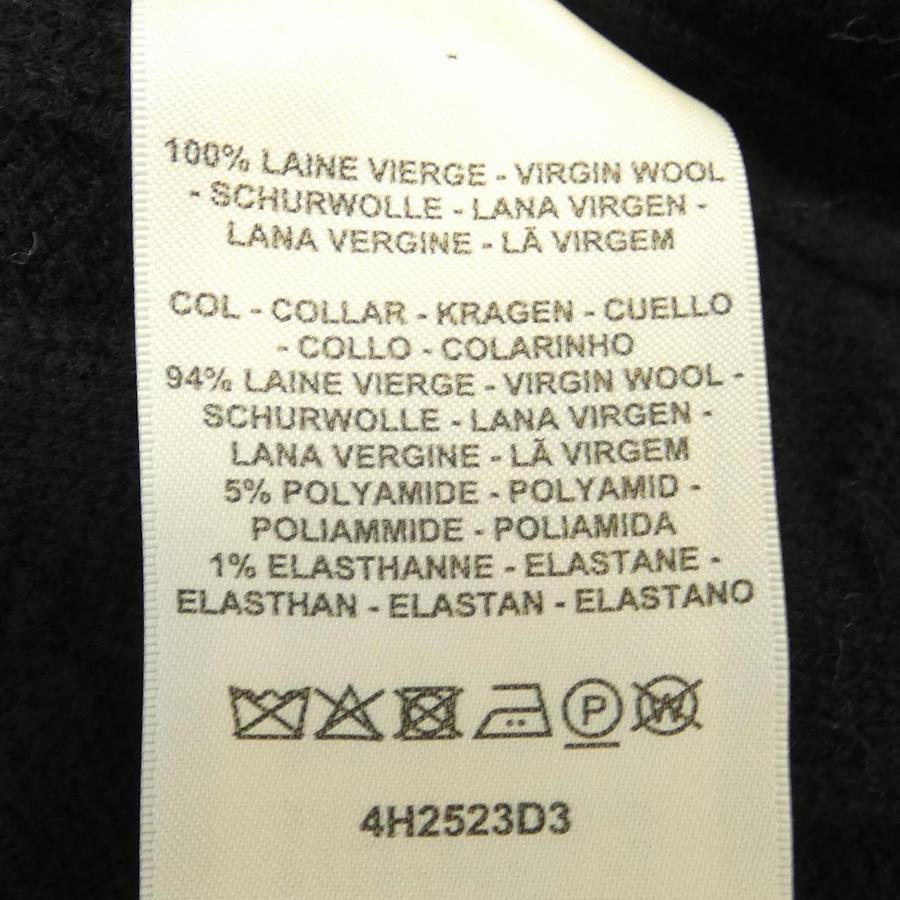 100% LAINE VIERGE - VIRGIN WOOL
- SCHURWOLLE - LANA VIRGEN -
LANA VERGINE - LÃ VIRGEM
COL - COLLAR - KRAGEN - CUELLO
- COLLO - COLARINHO
94% LAINE VIERGE - VIRGIN WOOL -
SCHURWOLLE - LANA VIRGEN -
LANA VERGINE - LÃ VIRGEM
5% POLYAMIDE - POLYAMID -
POLIAMMIDE - POLIAMIDA
1% ELASTHANNE - ELASTANE -
ELASTHAN - ELASTAN - ELASTANO
P W
4H2523D3